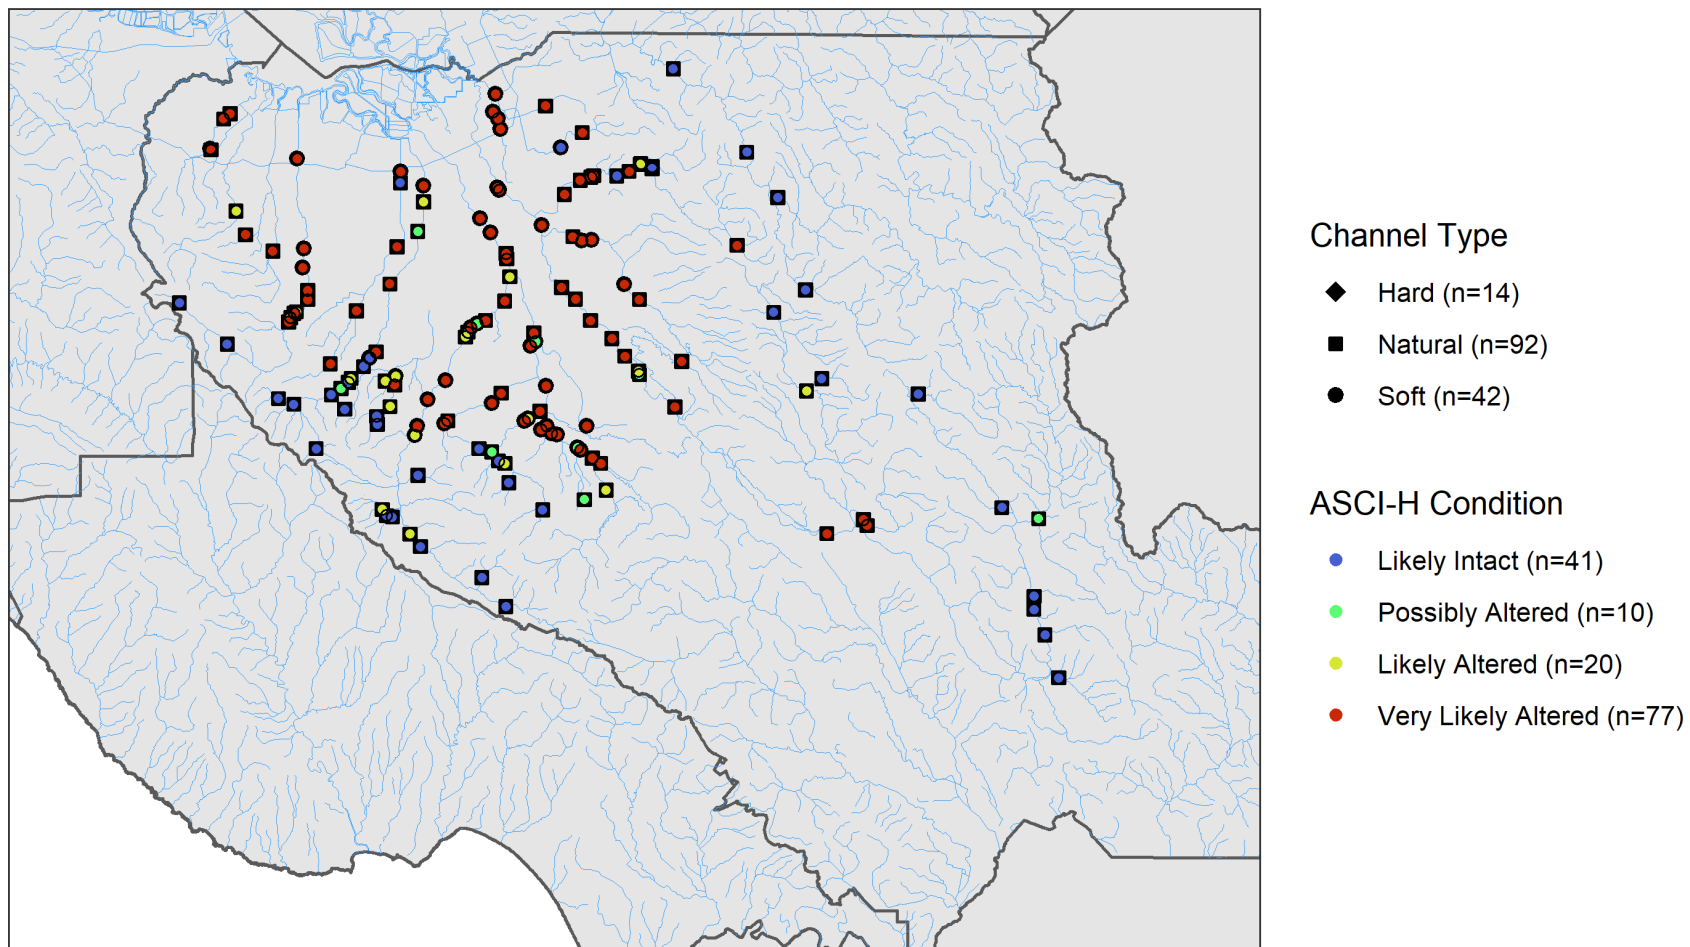 Channel Type
Hard (n=14)
Natural (n=92)
Soft (n=42)
ASCI-H Condition
Likely Intact (n=41)
Possibly Altered (n=10)
Likely Altered (n=20)
Very Likely Altered (n=77)